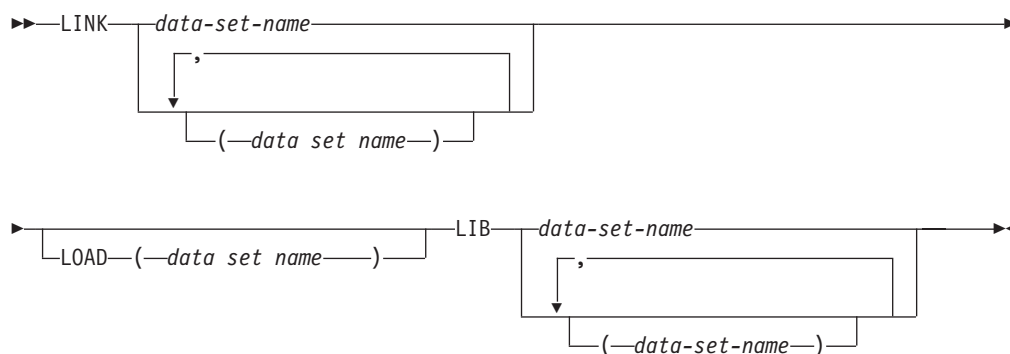 LINK data-set-name
,
( data set name )
LOAD ( data set name ) LIB data-set-name
,
( data-set-name )